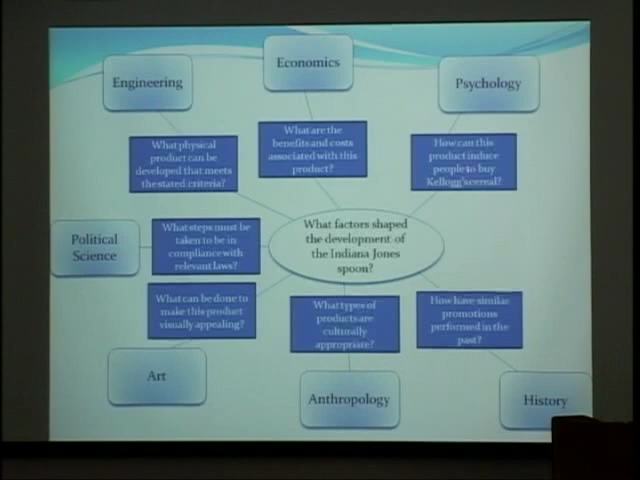 Engineering
Economics
Psychology
What physical
product can be
developed that meets
the stated criteria?
What are the
benefits and costs
associated with this
product?
How can this
product induce
people to buy
Kellogg's cereal?
Political
Science
What steps must be
taken to be in
compliance with
relevant laws?
What factors shaped
the development of
the Indiana Jones
spoon?
What can be done to
make this product
visually appealing?
What types of
products are
culturally
appropriate?
How have similar
promotions
performed in the
past?
Art
Anthropology
History